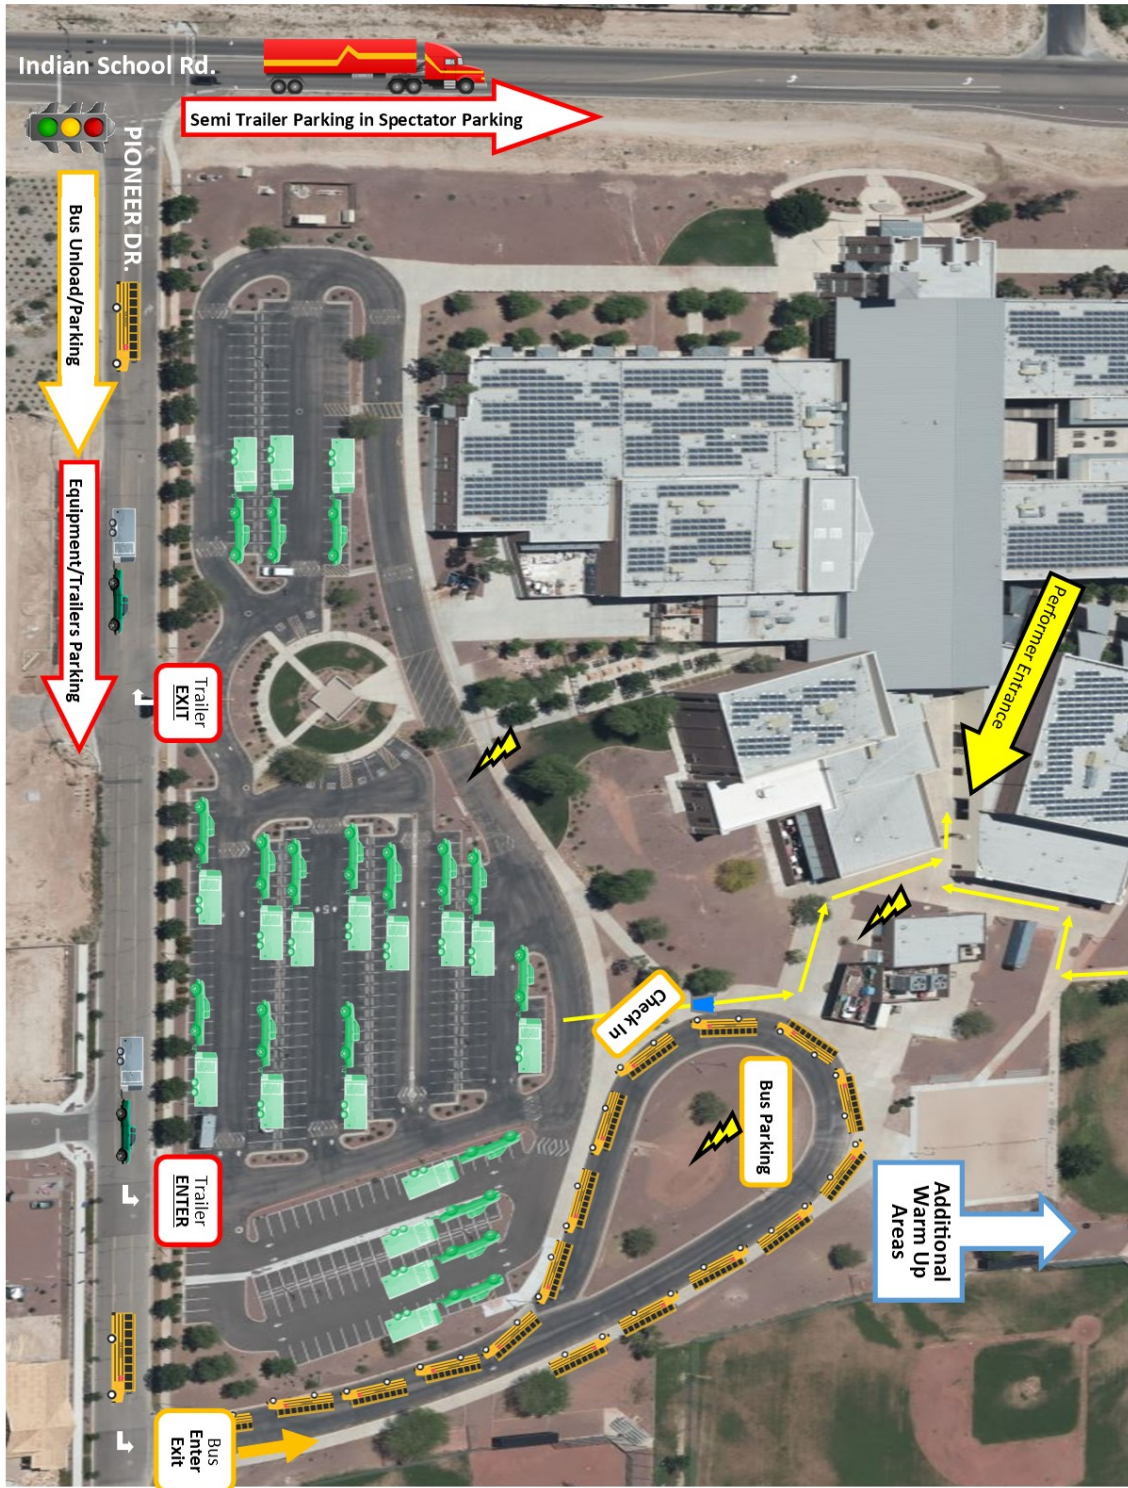 Indian School Rd.
Semi Trailer Parking in Spectator Parking
PIONEER DR.
Bus Unload/Parking
Equipment/Trailers Parking
Performer Entrance
Trailer
EXIT
Check In
Bus Parking
Trailer
ENTER
Additional
Warm Up
Areas
Bus
Enter
Exit